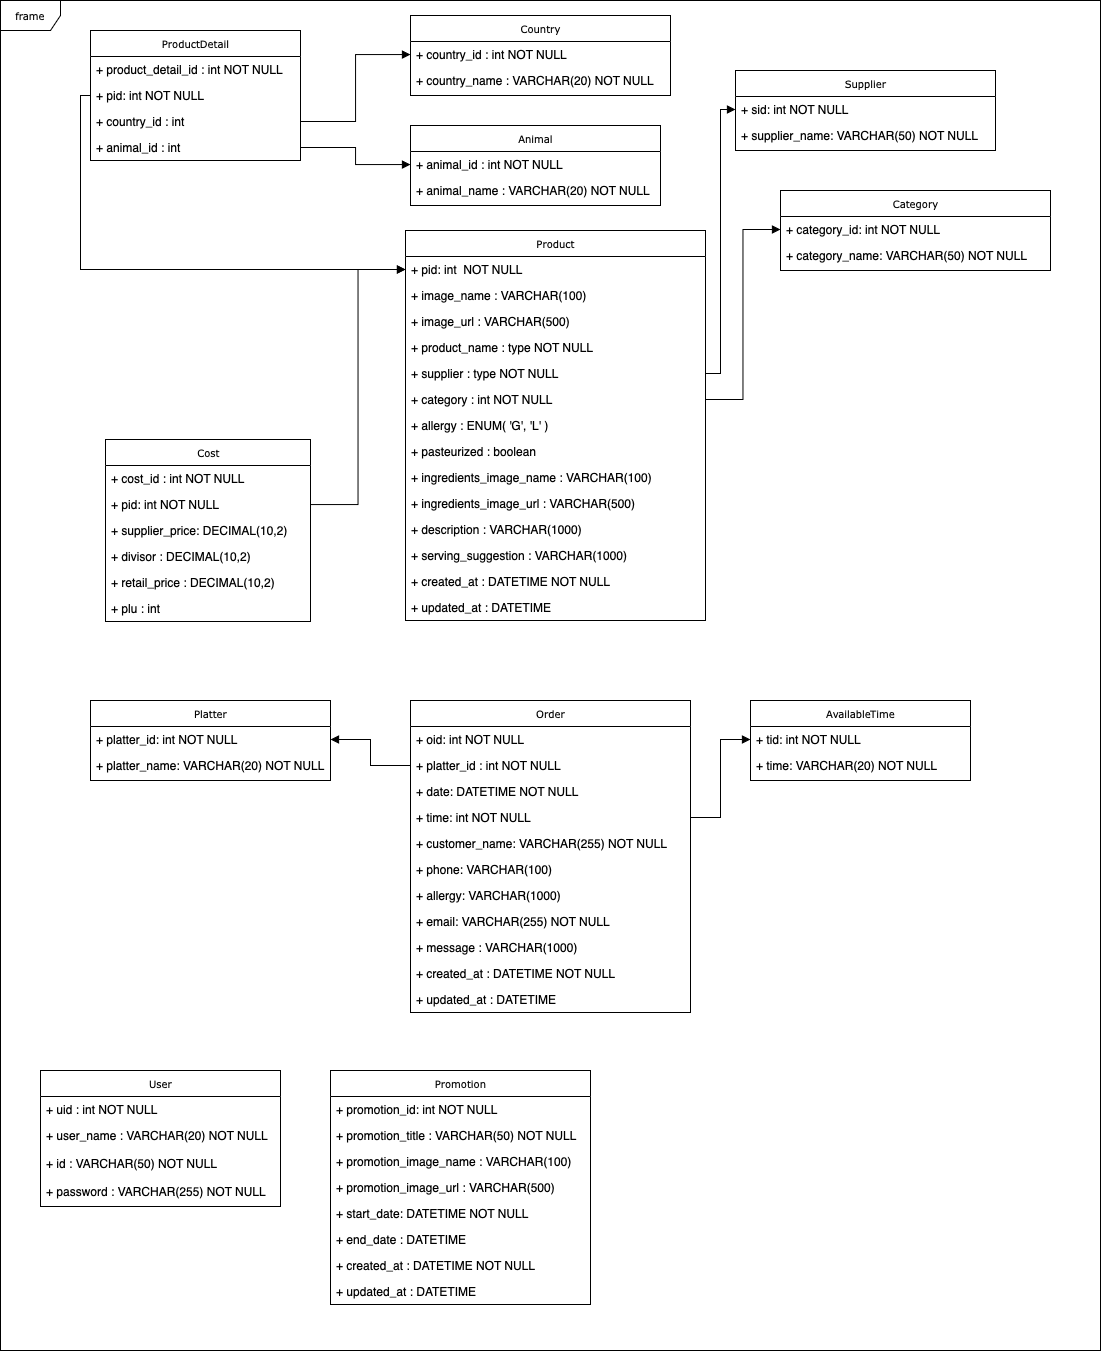 frame
ProductDetail
+ product_detail_id : int NOT NULL
+ pid: int NOT NULL
+ country_id : int
+ animal_id : int
Country
+ country_id : int NOT NULL
+ country_name : VARCHAR(20) NOT NULL
Animal
+ animal_id : int NOT NULL
+ animal_name : VARCHAR(20) NOT NULL
Supplier
+ sid: int NOT NULL
+ supplier_name: VARCHAR(50) NOT NULL
Category
+ category_id: int NOT NULL
+ category_name: VARCHAR(50) NOT NULL
Product
+ pid: int  NOT NULL
+ image_name : VARCHAR(100)
+ image_url : VARCHAR(500)
+ product_name : type NOT NULL
+ supplier : type NOT NULL
+ category : int NOT NULL
+ allergy : ENUM( 'G', 'L' )
+ pasteurized : boolean
+ ingredients_image_name : VARCHAR(100)
+ ingredients_image_url : VARCHAR(500)
+ description : VARCHAR(1000)
+ serving_suggestion : VARCHAR(1000)
+ created_at : DATETIME NOT NULL
+ updated_at : DATETIME
Cost
+ cost_id : int NOT NULL
+ pid: int NOT NULL
+ supplier_price: DECIMAL(10,2)
+ divisor : DECIMAL(10,2)
+ retail_price : DECIMAL(10,2)
+ plu : int
Platter
+ platter_id: int NOT NULL
+ platter_name: VARCHAR(20) NOT NULL
Order
+ oid: int NOT NULL
+ platter_id : int NOT NULL
+ date: DATETIME NOT NULL
+ time: int NOT NULL
+ customer_name: VARCHAR(255) NOT NULL
+ phone: VARCHAR(100)
+ allergy: VARCHAR(1000)
+ email: VARCHAR(255) NOT NULL
+ message : VARCHAR(1000)
+ created_at : DATETIME NOT NULL
+ updated_at : DATETIME
AvailableTime
+ tid: int NOT NULL
+ time: VARCHAR(20) NOT NULL
User
+ uid : int NOT NULL
+ user_name : VARCHAR(20) NOT NULL
+ id : VARCHAR(50) NOT NULL
+ password : VARCHAR(255) NOT NULL
Promotion
+ promotion_id: int NOT NULL
+ promotion_title : VARCHAR(50) NOT NULL
+ promotion_image_name : VARCHAR(100)
+ promotion_image_url : VARCHAR(500)
+ start_date: DATETIME NOT NULL
+ end_date : DATETIME
+ created_at : DATETIME NOT NULL
+ updated_at : DATETIME